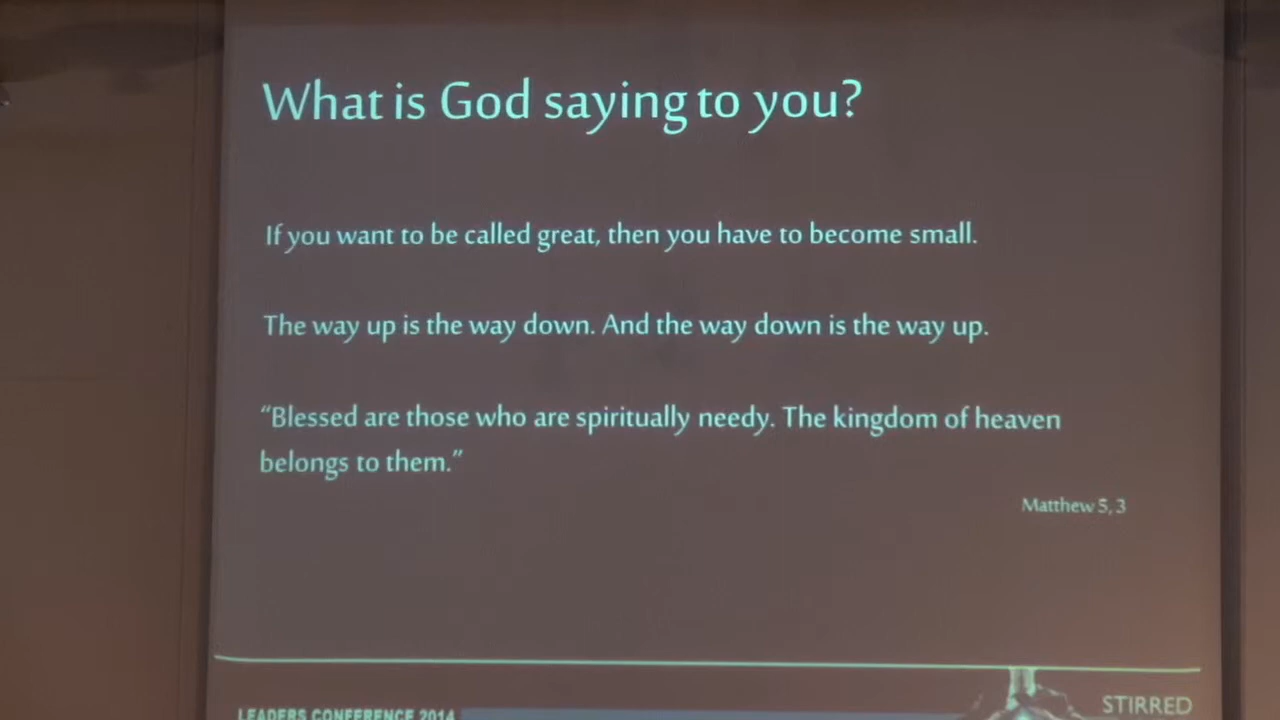 What is God saying to you?
If you want to be called great, then you have to become small.
The way up is the way down. And the way down is the way up.
“Blessed are those who are spiritually needy. The kingdom of heaven
belongs to them.”
Matthew 5, 3
LEADERS CONFERENCE 2014
STIRRED